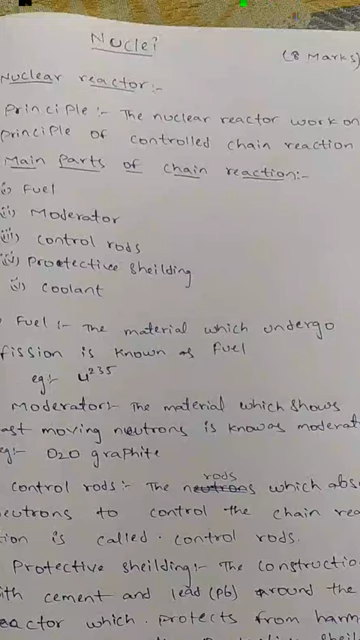 Nuclei
(8 Marks)
Nuclear reactor:-
Principle:- The nuclear reactor work on
principle of controlled chain reaction
Main parts of chain reaction:-
i) Fuel
ii) Moderator
iii) control rods
iv) Protective sheilding
v) coolant
Fuel :- The material which undergo
fission is known as Fuel
eg:- U235
Moderator:- The material which shows
fast moving neutrons is knowas moderat
eg:- D2O graphite
control rods:- The rods which abs
neutrons to control the chain rea
tion is called control rods.
Protective sheilding:- The constructio
with cement and lead (Pb) around the
reactor which protects from harm